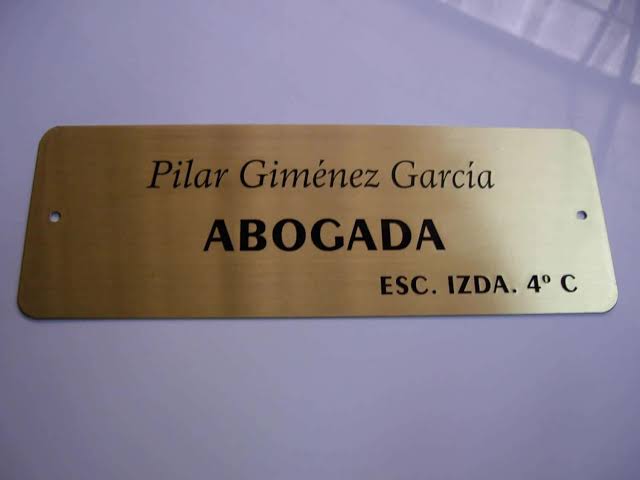 Pilar Giménez García
ABOGADA
ESC. IZDA. 4º C